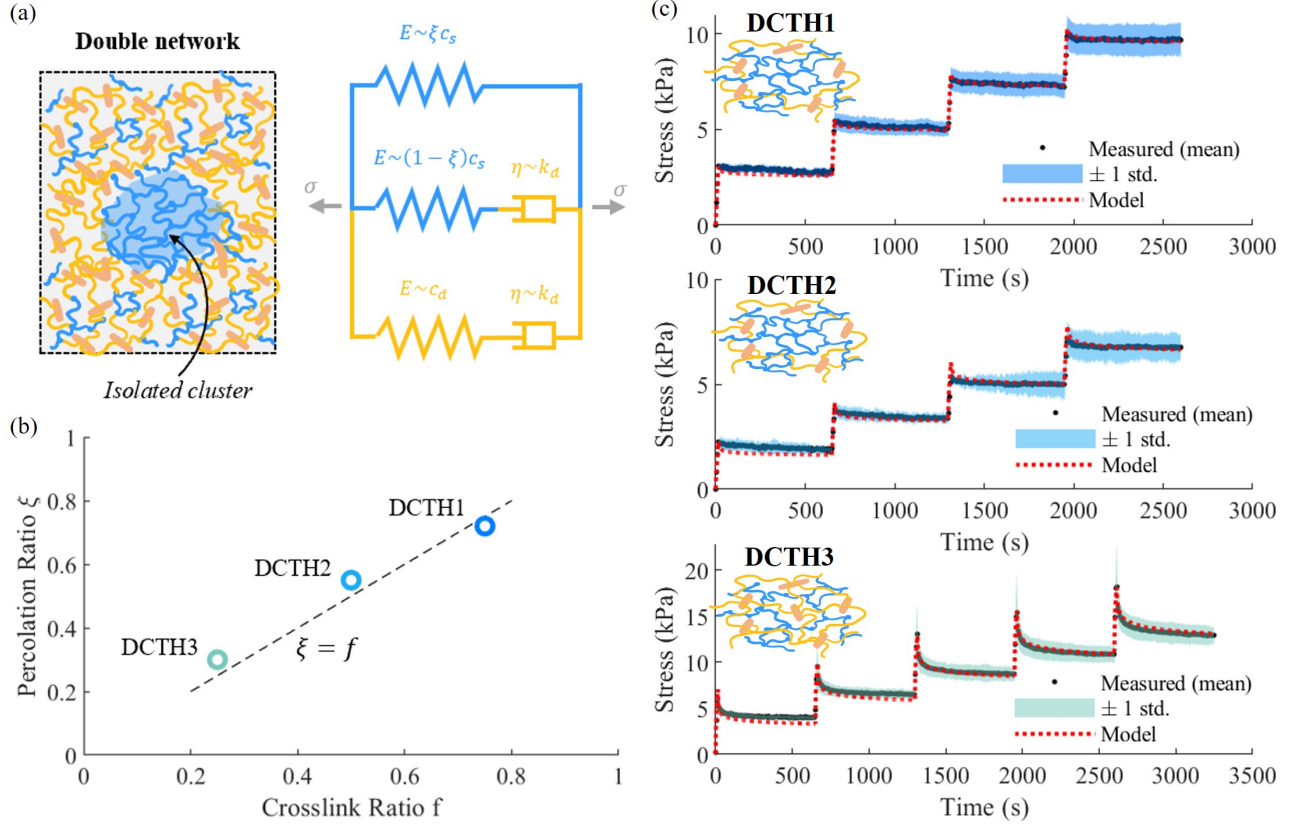 (a)
Double network
E~ξc_s
E~(1 − ξ)c_s
η~k_d
σ
σ
E~c_d
η~k_d
Isolated cluster
(b)
1
0.8
0.6
0.4
0.2
0
Percolation Ratio ξ
DCTH1
DCTH2
DCTH3
ξ = f
0
0.2
0.4
0.6
0.8
1
Crosslink Ratio f
(c)
DCTH1
10
5
0
Stress (kPa)
Measured (mean)
± 1 std.
Model
0
500
1000
1500
2000
2500
3000
Time (s)
DCTH2
10
5
0
Stress (kPa)
Measured (mean)
± 1 std.
Model
0
500
1000
1500
2000
2500
3000
Time (s)
DCTH3
20
15
10
5
0
Stress (kPa)
Measured (mean)
± 1 std.
Model
0
500
1000
1500
2000
2500
3000
3500
Time (s)